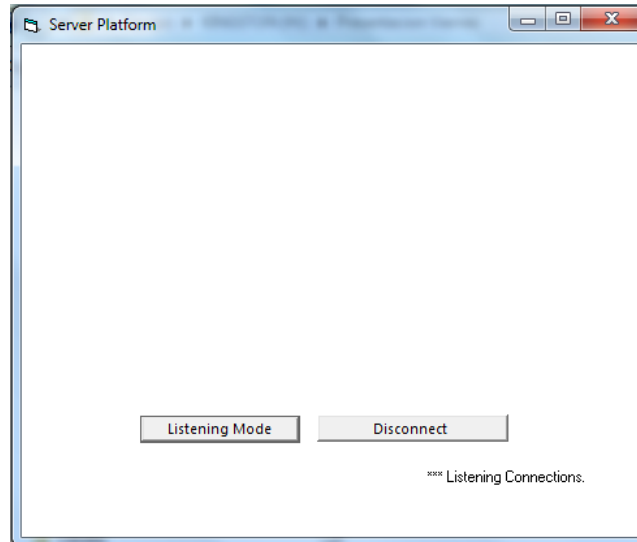 Server Platform
Listening Mode
Disconnect
*** Listening Connections.